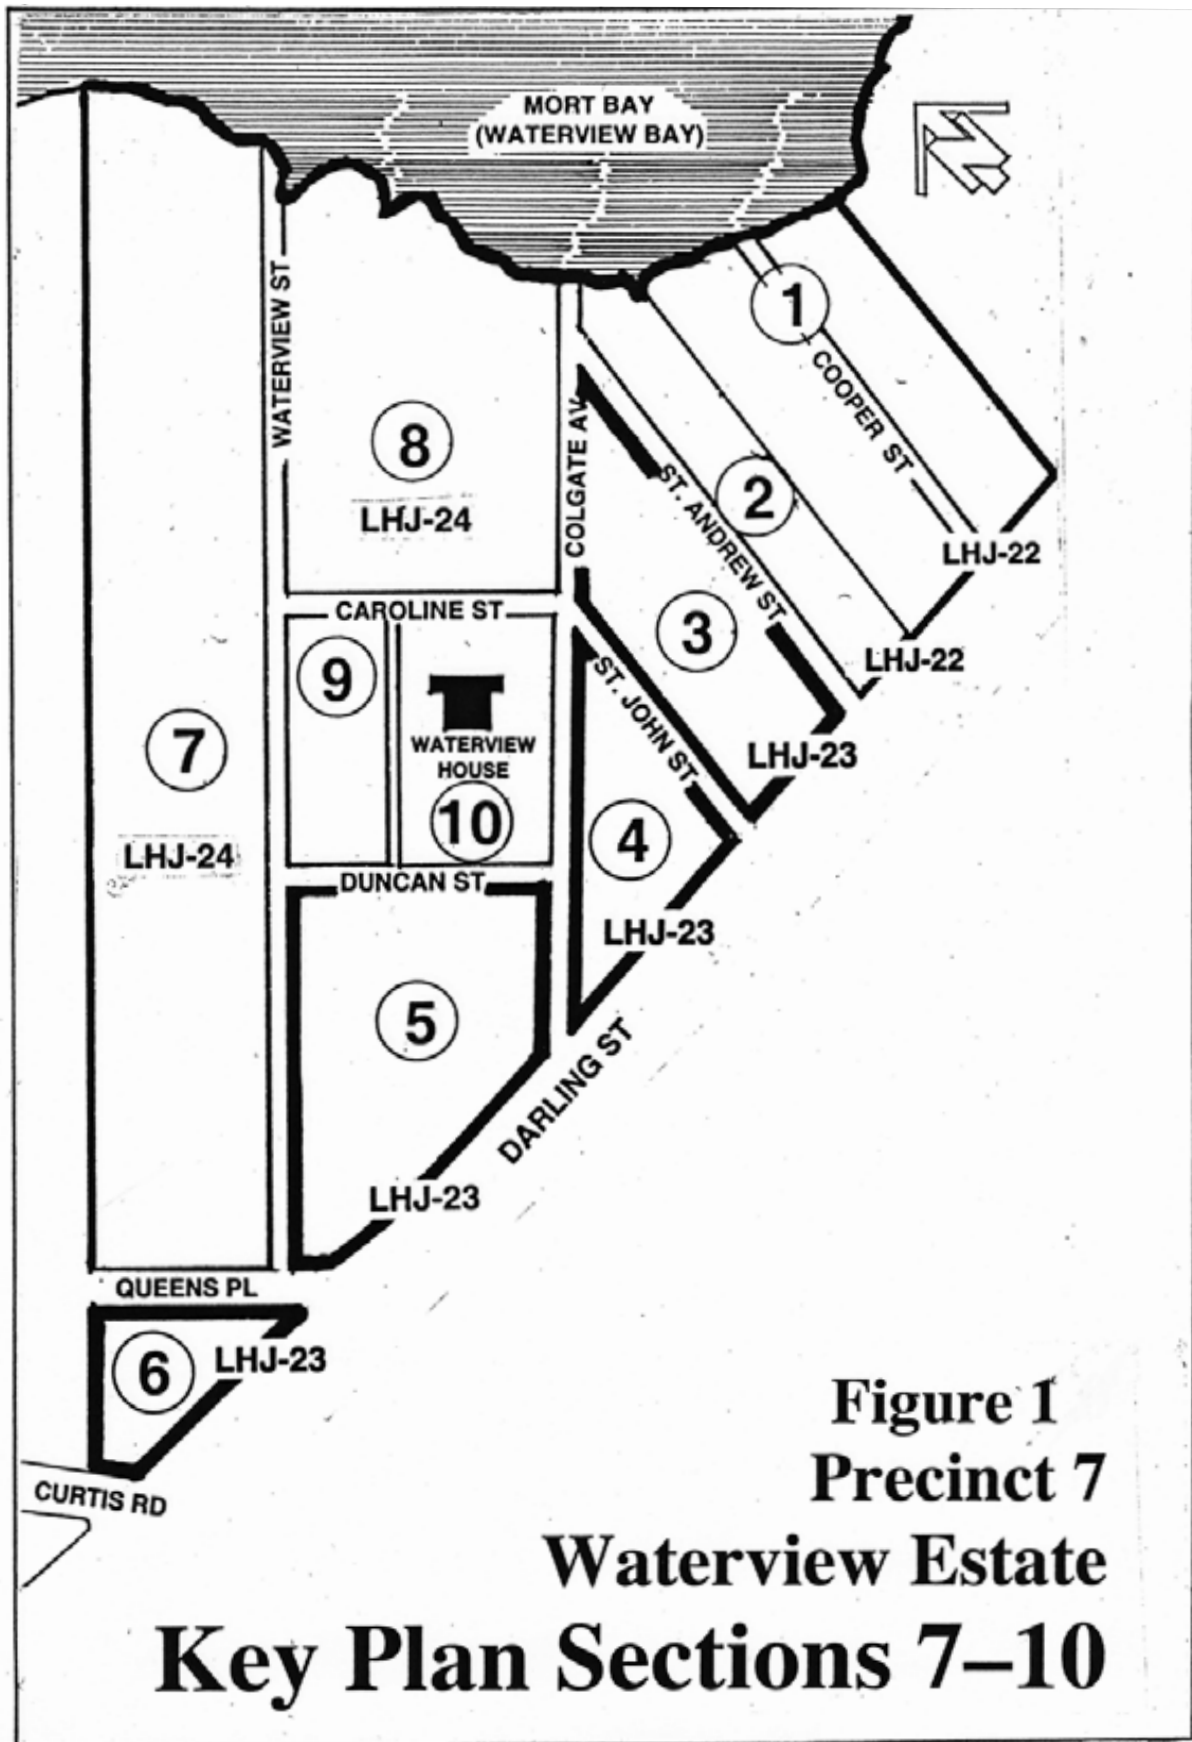 MORT BAY
(WATERVIEW BAY)
N
1
WATERVIEW ST
COOPER ST
8
COLGATE AV
LHJ-24
2
ST. ANDREW ST
LHJ-22
CAROLINE ST
3
LHJ-22
9
ST. JOHN ST
7
WATERVIEW
HOUSE
LHJ-23
10
4
LHJ-24
DUNCAN ST
LHJ-23
5
DARLING ST
LHJ-23
QUEENS PL
6
LHJ-23
CURTIS RD
Figure 1
Precinct 7
Waterview Estate
Key Plan Sections 7–10